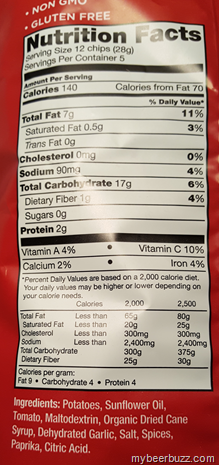 • NON GMO
• GLUTEN FREE
Nutrition Facts
Serving Size 12 chips (28g)
Servings Per Container 5
Amount Per Serving
Calories 140 Calories from Fat 70
% Daily Value*
Total Fat 7g 11%
Saturated Fat 0.5g 3%
Trans Fat 0g
Cholesterol 0mg 0%
Sodium 90mg 4%
Total Carbohydrate 17g 6%
Dietary Fiber 1g 4%
Sugars 0g
Protein 2g
Vitamin A 4% • Vitamin C 10%
Calcium 2% • Iron 4%
*Percent Daily Values are based on a 2,000 calorie diet.
Your daily values may be higher or lower depending on
your calorie needs.
Calories 2,000 2,500
Total Fat Less than 65g 80g
Saturated Fat Less than 20g 25g
Cholesterol Less than 300mg 300mg
Sodium Less than 2,400mg 2,400mg
Total Carbohydrate 300g 375g
Dietary Fiber 25g 30g
Calories per gram:
Fat 9 • Carbohydrate 4 • Protein 4
Ingredients: Potatoes, Sunflower Oil,
Tomato, Maltodextrin, Organic Dried Cane
Syrup, Dehydrated Garlic, Salt, Spices,
Paprika, Citric Acid.
www.mybeerbuzz.com